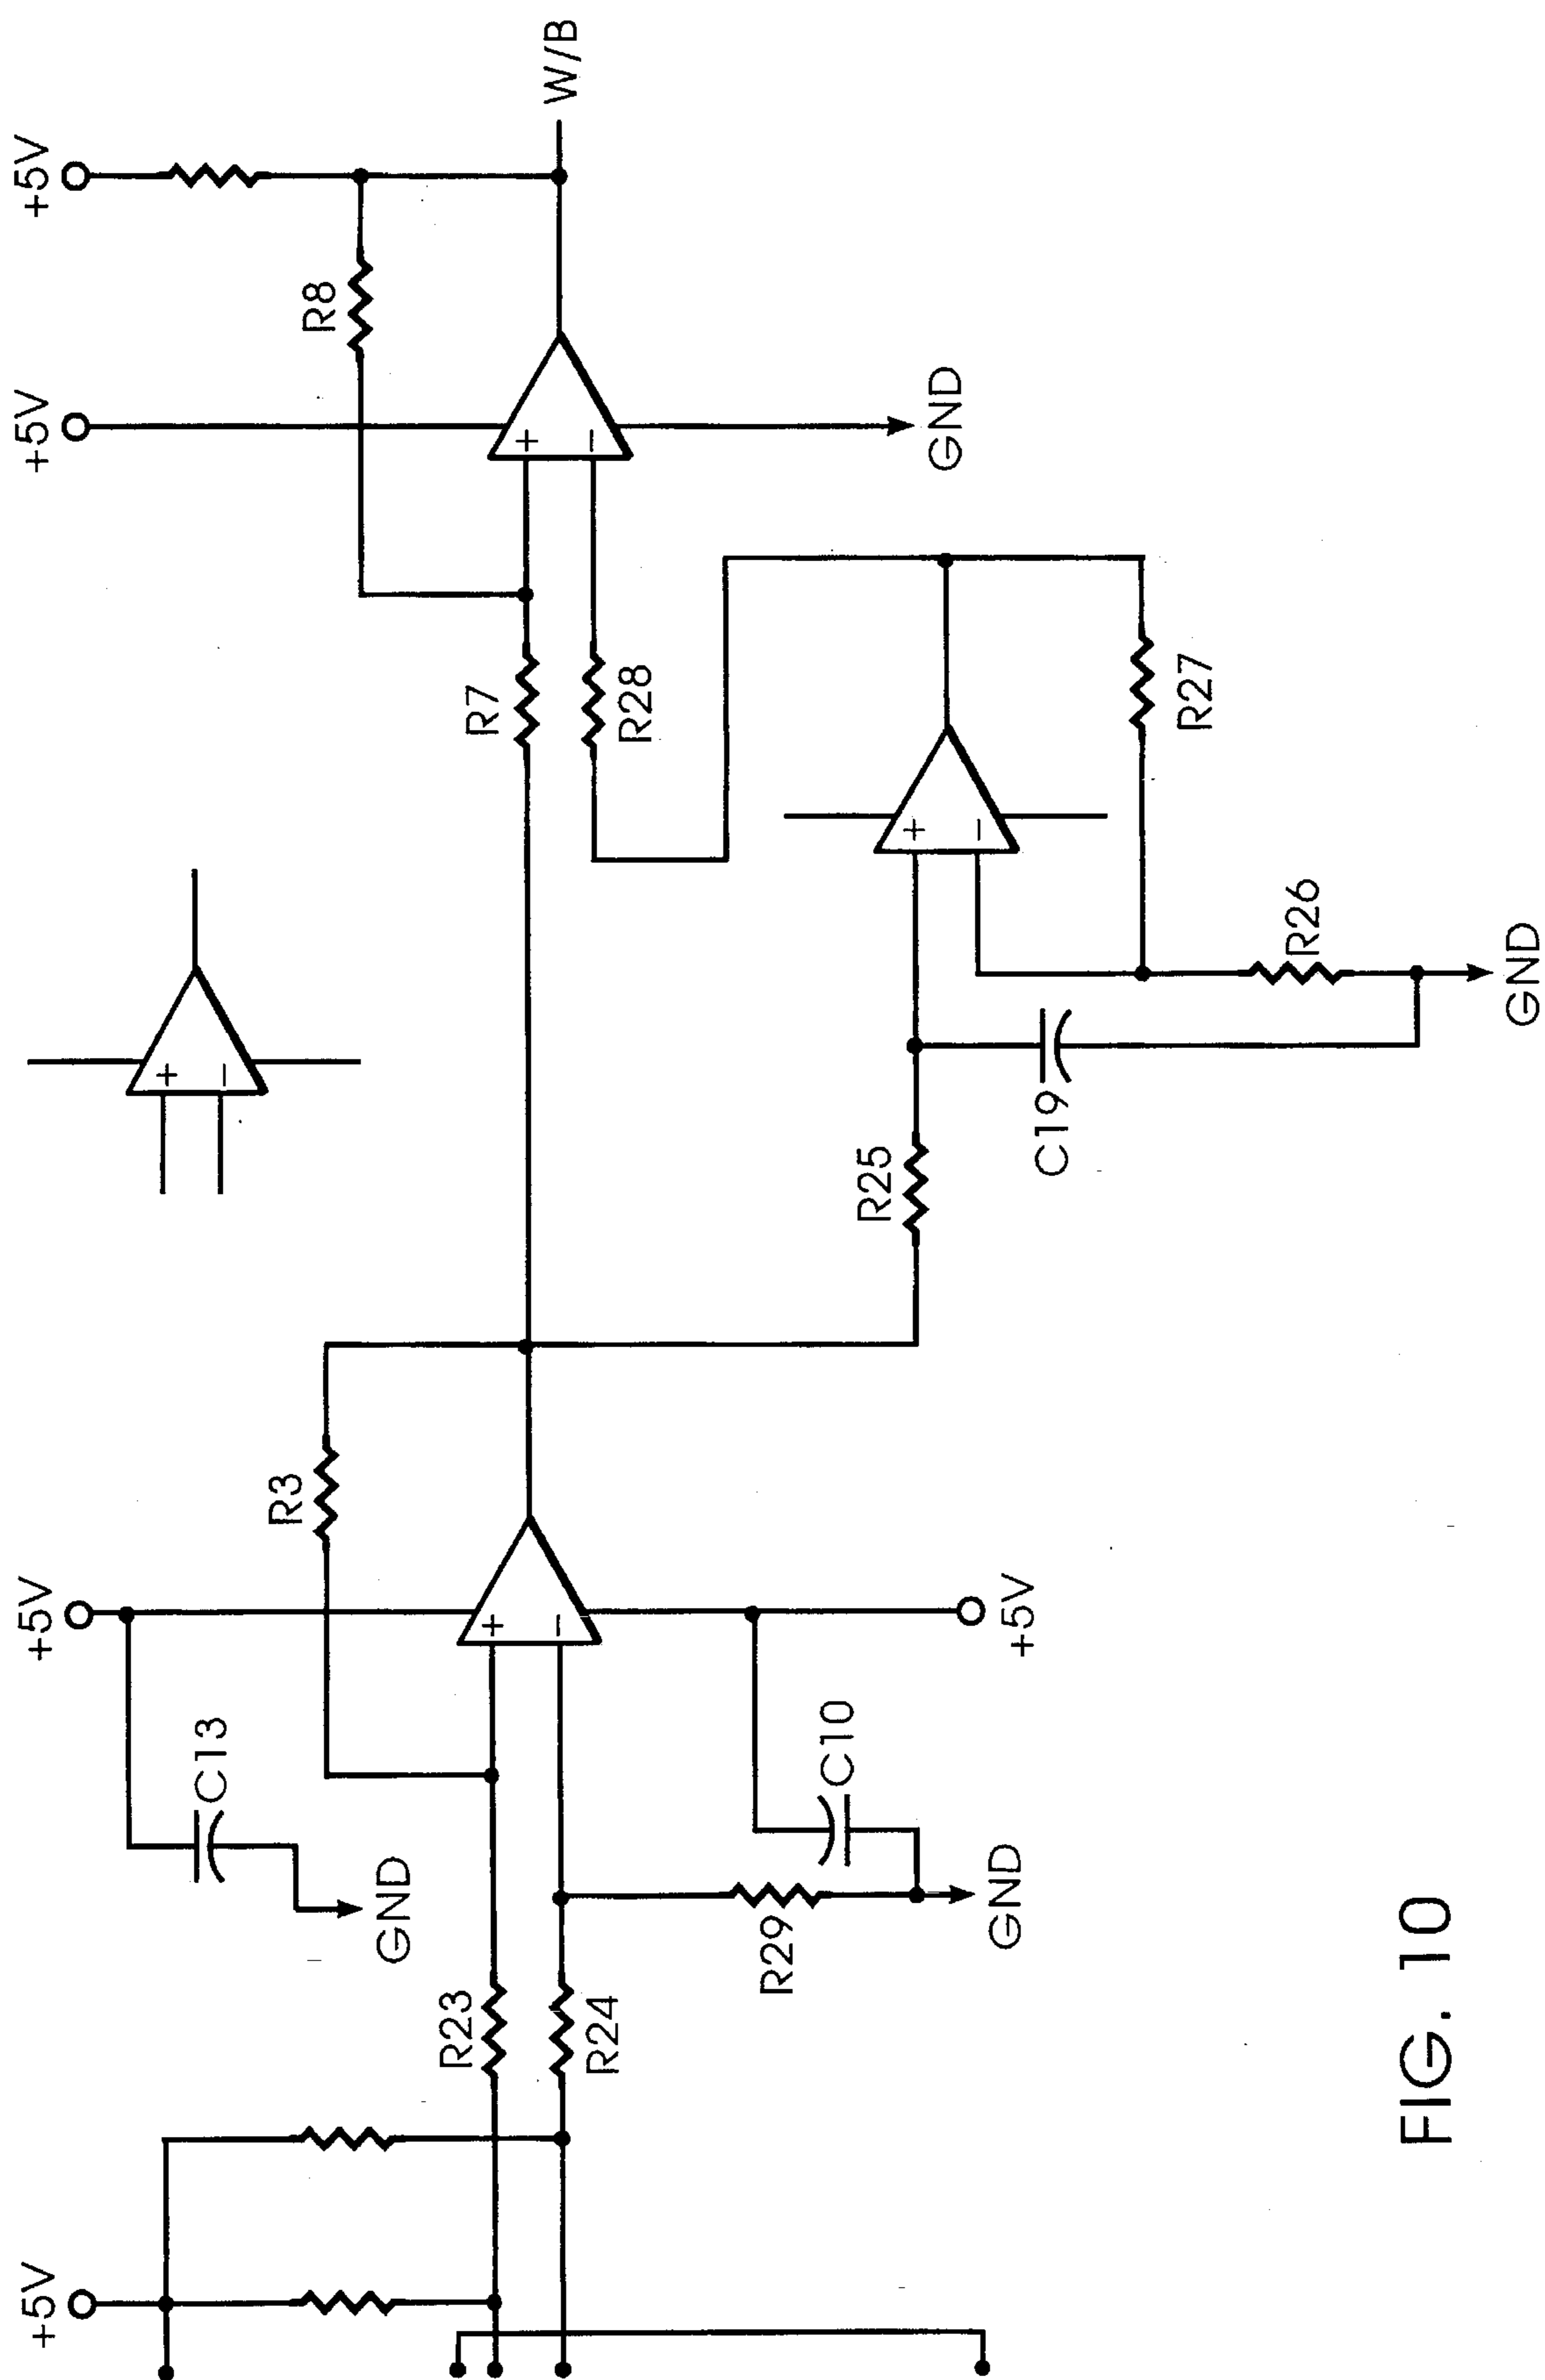 +5V
+5V
+5V
+5V
C13
GND
R3
R8
R23
+
−
R24
R29
C10
GND
+5V
+
−
R7
R28
+
−
W/B
GND
R25
C19
+
−
R27
R26
GND
+
−
FIG. 10